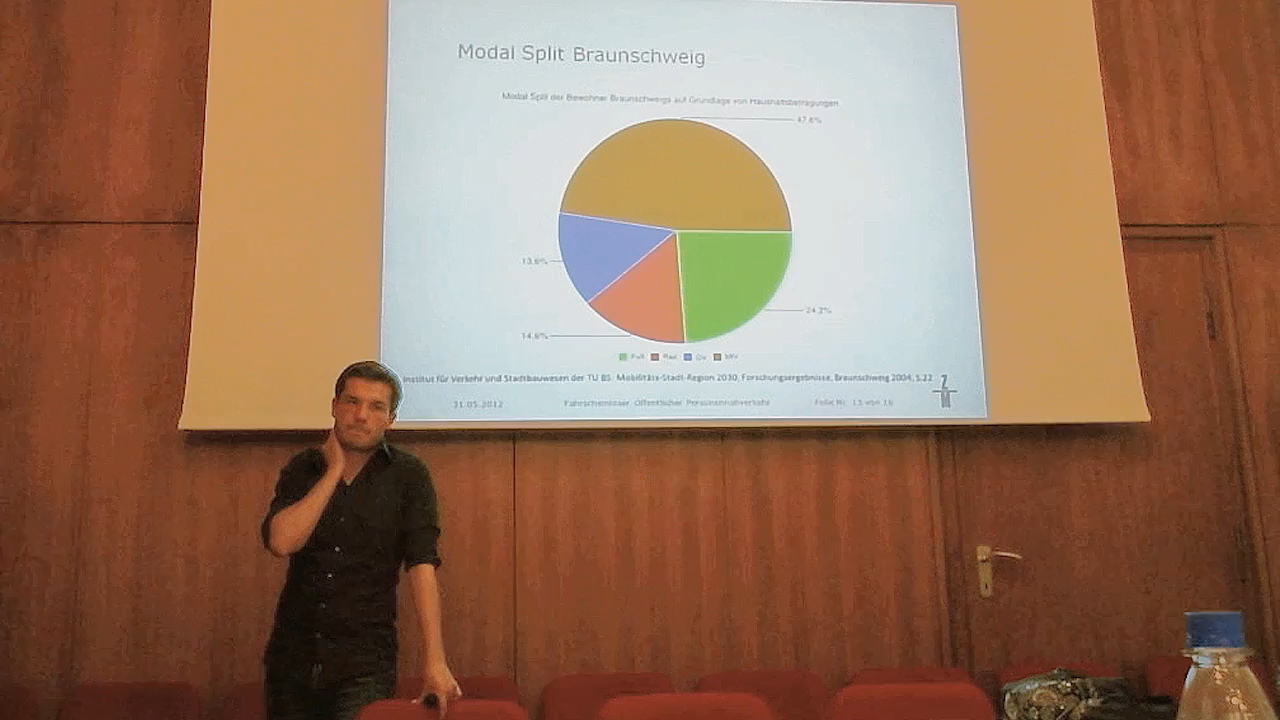 Modal Split Braunschweig
Modal Split der Bewohner Braunschweigs auf Grundlage von Haushaltsbefragungen
47.6%
13.6%
24.2%
14.6%
Fuß Rad ÖV MIV
Institut für Verkehr und Stadtbauwesen der TU BS: Mobilitäts-Stadt-Region 2030, Forschungsergebnisse, Braunschweig 2004, S.22
31.05.2012 Fahrscheinloser Öffentlicher Personennahverkehr Folie Nr. 13 von 16